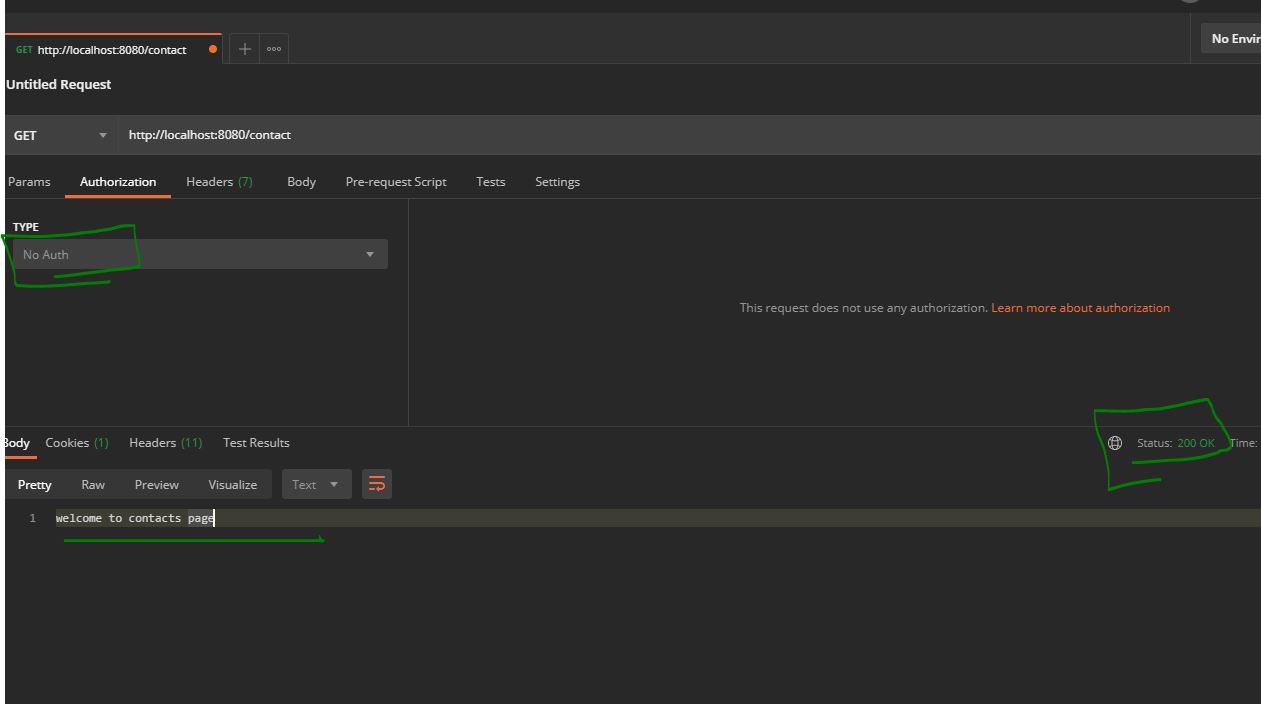 GET http://localhost:8080/contact
No Envir
Untitled Request
GET http://localhost:8080/contact
Params Authorization Headers (7) Body Pre-request Script Tests Settings
TYPE
No Auth
This request does not use any authorization. Learn more about authorization
Body Cookies (1) Headers (11) Test Results Status: 200 OK Time:
Pretty Raw Preview Visualize Text
1 welcome to contacts page